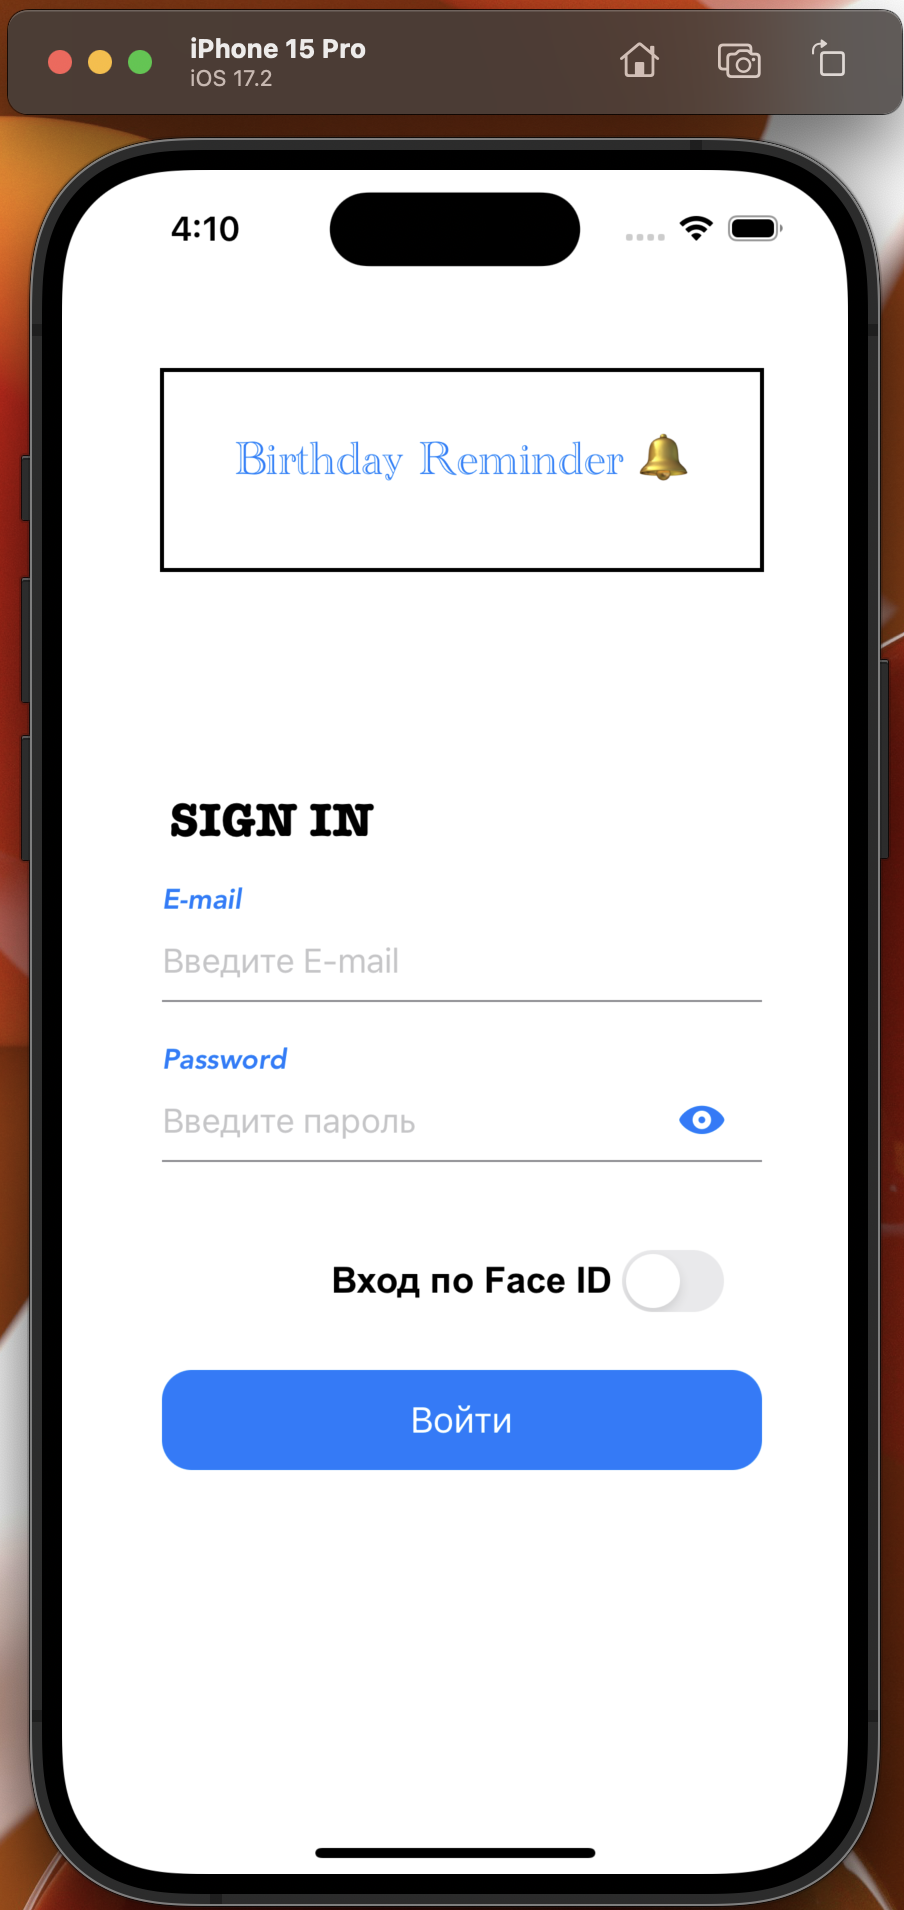 iPhone 15 Pro
iOS 17.2
4:10
Birthday Reminder 🔔
SIGN IN
E-mail
Введите E-mail
Password
Введите пароль
Вход по Face ID
Войти